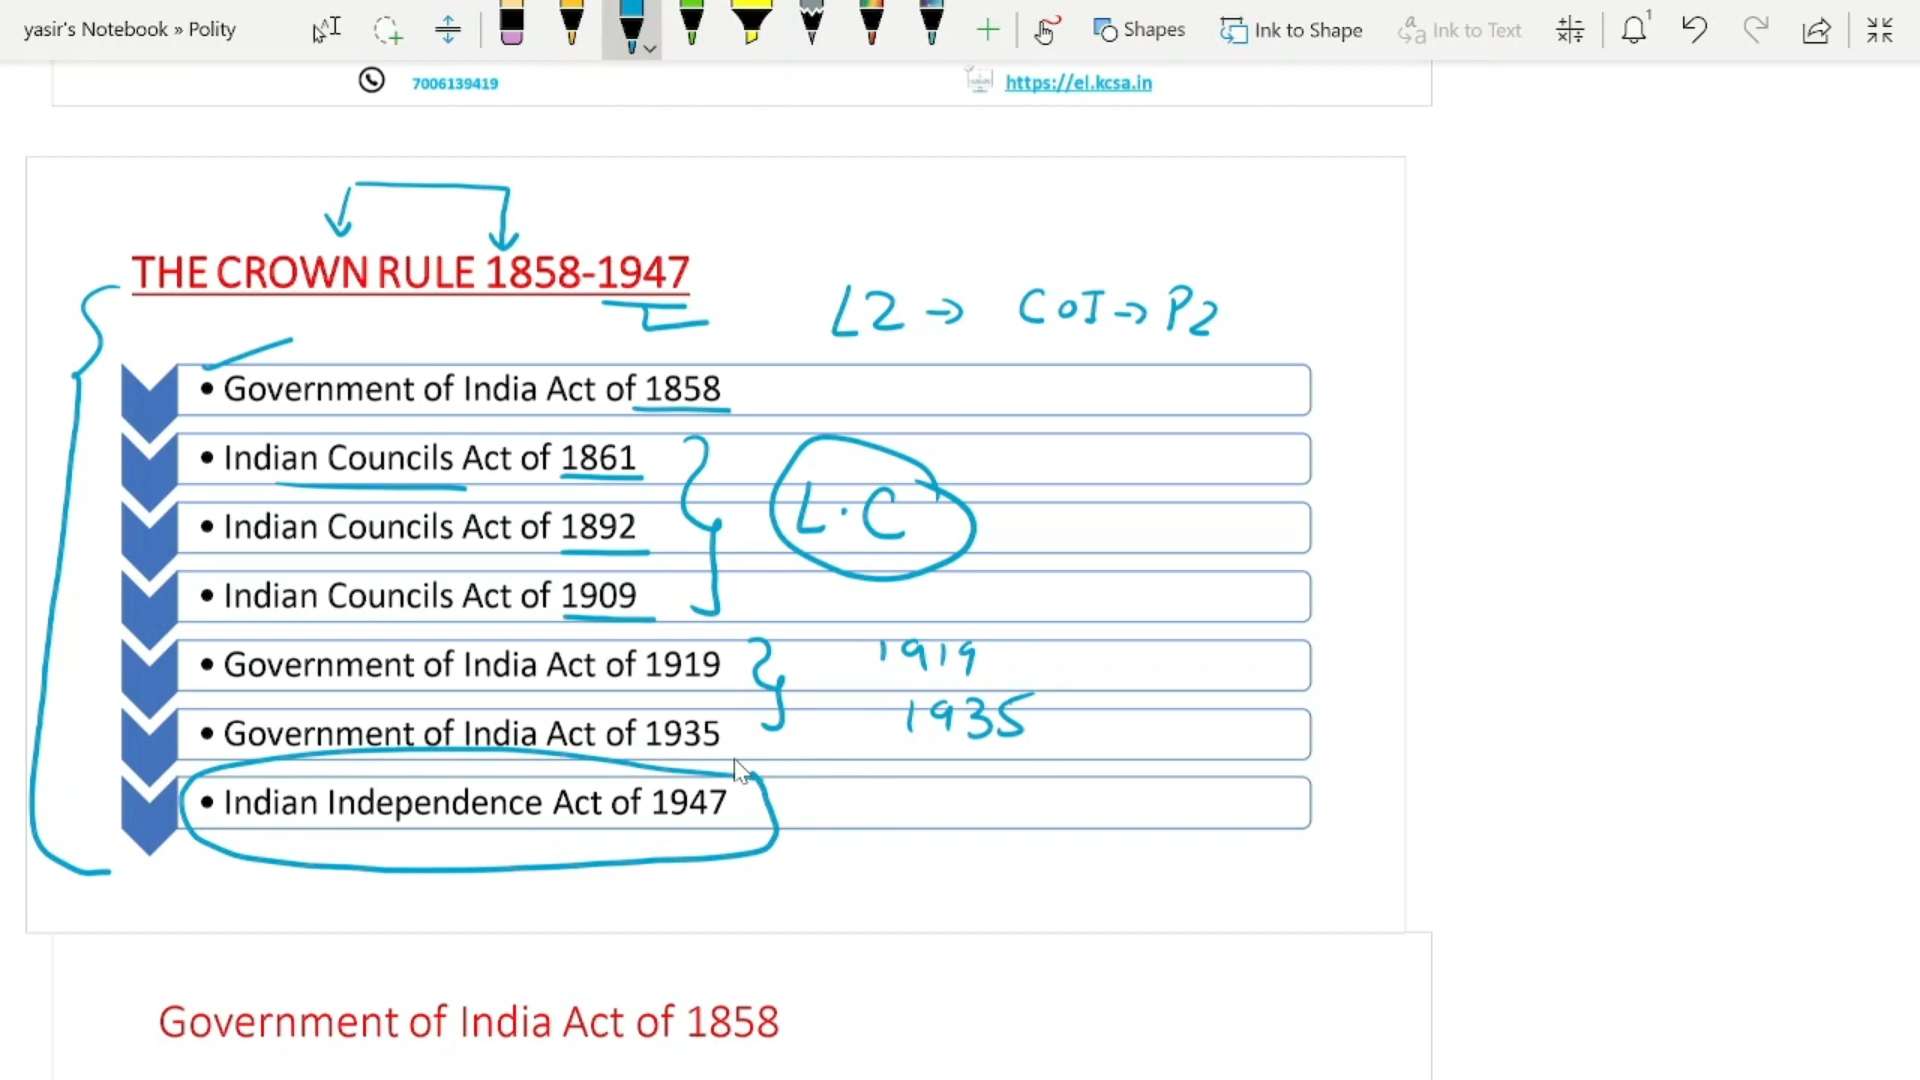 yasir's Notebook » Polity
Shapes
Ink to Shape
Ink to Text
1
7006139419
https://el.kcsa.in
THE CROWN RULE 1858-1947
L2 → COI → P2
• Government of India Act of 1858
• Indian Councils Act of 1861
• Indian Councils Act of 1892
L.C
• Indian Councils Act of 1909
• Government of India Act of 1919
1919
• Government of India Act of 1935
1935
• Indian Independence Act of 1947
Government of India Act of 1858